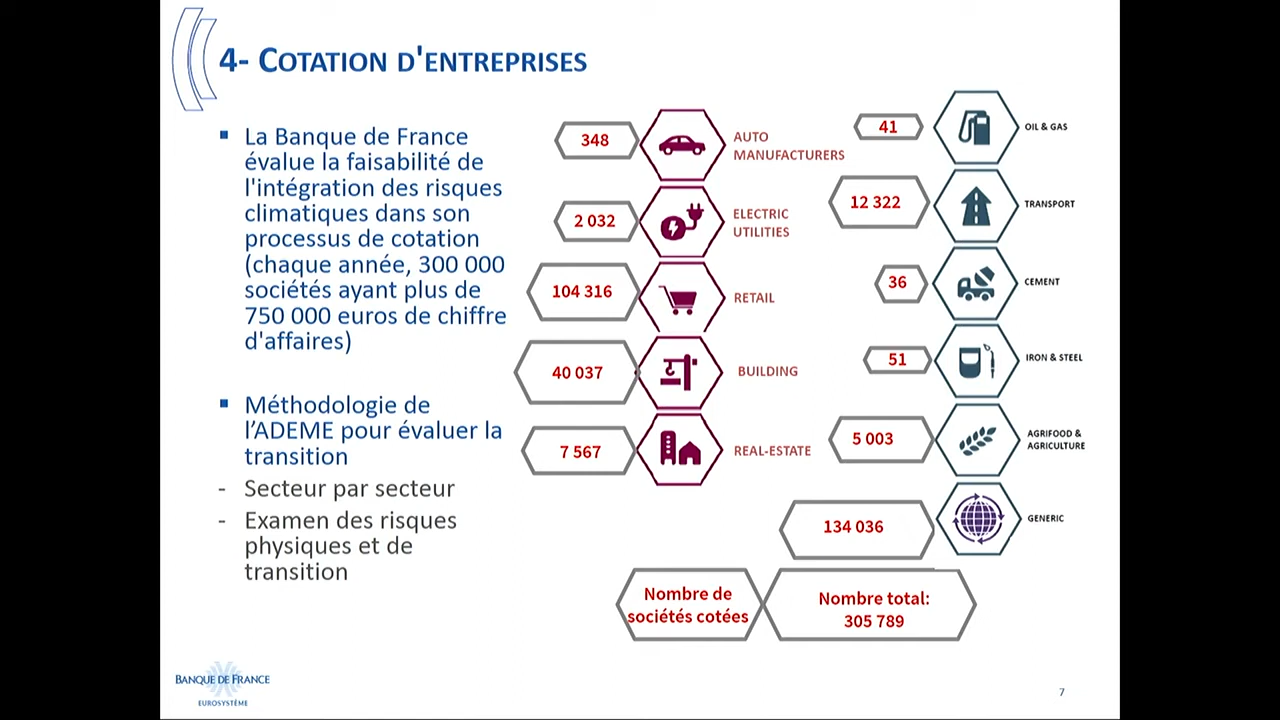 4- COTATION D'ENTREPRISES
▪ La Banque de France
évalue la faisabilité de
l'intégration des risques
climatiques dans son
processus de cotation
(chaque année, 300 000
sociétés ayant plus de
750 000 euros de chiffre
d'affaires)
▪ Méthodologie de
l’ADEME pour évaluer la
transition
- Secteur par secteur
- Examen des risques
physiques et de
transition
348
AUTO
MANUFACTURERS
2 032
ELECTRIC
UTILITIES
104 316
RETAIL
40 037
BUILDING
7 567
REAL-ESTATE
41
OIL & GAS
12 322
TRANSPORT
36
CEMENT
51
IRON & STEEL
5 003
AGRIFOOD &
AGRICULTURE
134 036
GENERIC
Nombre de
sociétés cotées
Nombre total:
305 789
BANQUE DE FRANCE
EUROSYSTÈME
7